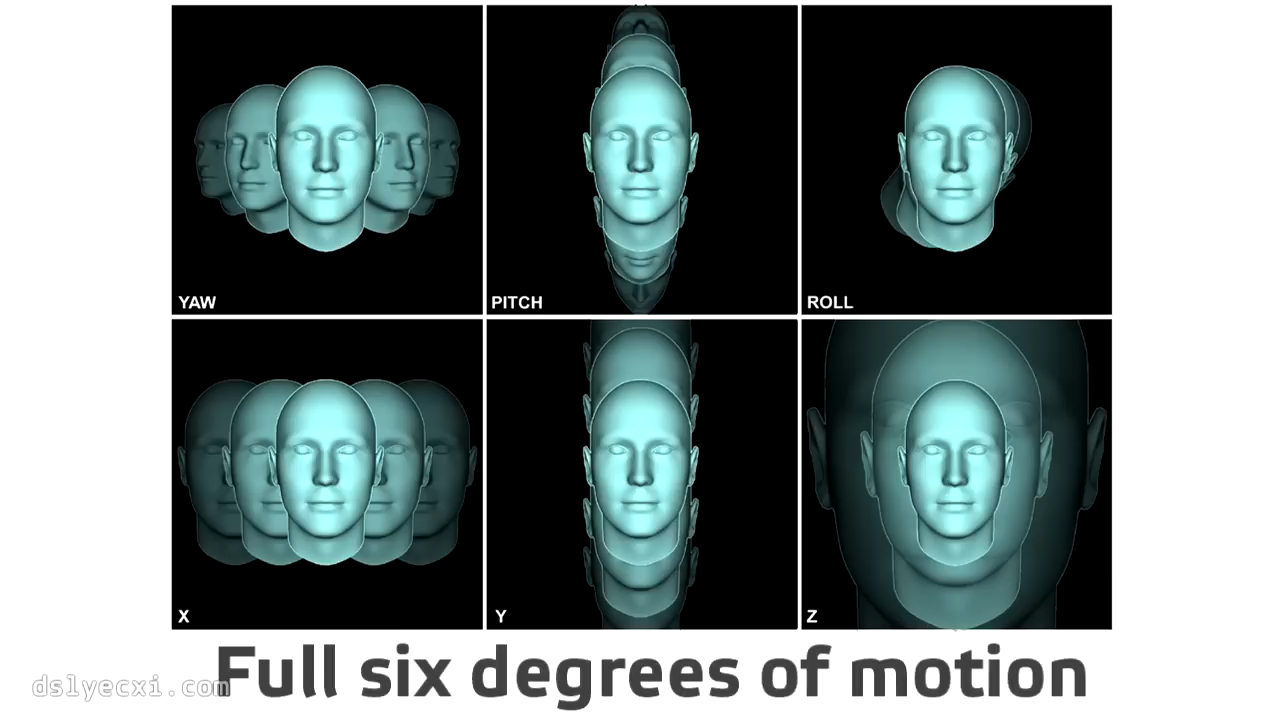 YAW
PITCH
ROLL
X
Y
Z
Full six degrees of motion
dslyecxi.com